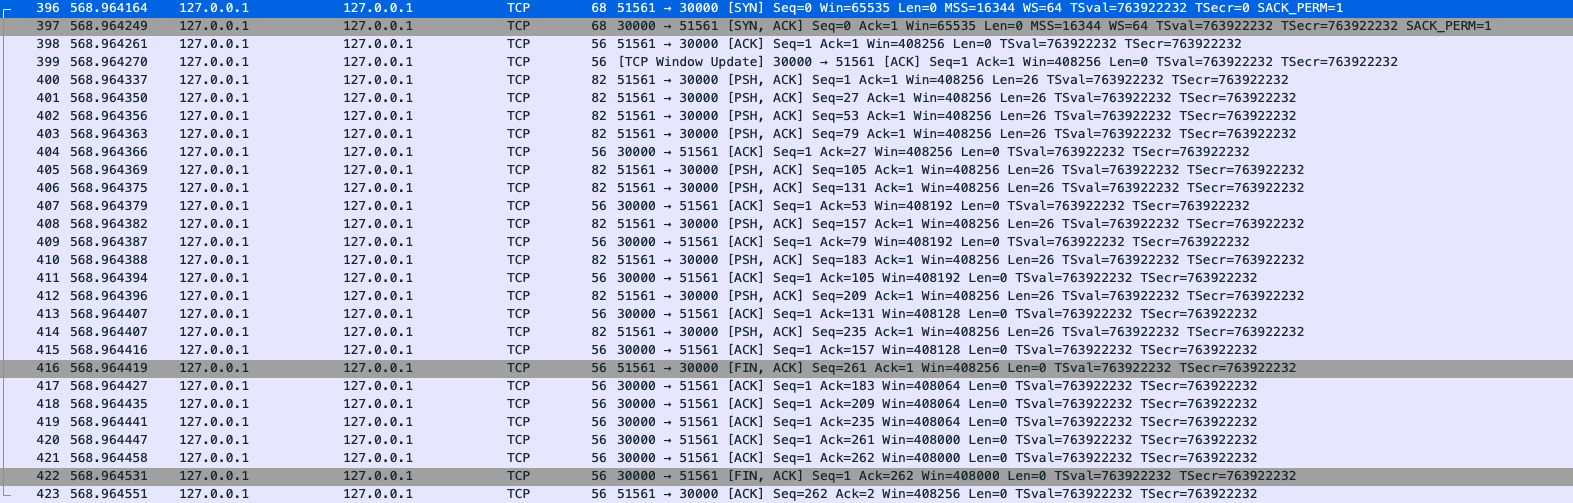 396 568.964164 127.0.0.1 127.0.0.1 TCP 68 51561 → 30000 [SYN] Seq=0 Win=65535 Len=0 MSS=16344 WS=64 TSval=763922232 TSecr=0 SACK_PERM=1
397 568.964249 127.0.0.1 127.0.0.1 TCP 68 30000 → 51561 [SYN, ACK] Seq=0 Ack=1 Win=65535 Len=0 MSS=16344 WS=64 TSval=763922232 TSecr=763922232 SACK_PERM=1
398 568.964261 127.0.0.1 127.0.0.1 TCP 56 51561 → 30000 [ACK] Seq=1 Ack=1 Win=408256 Len=0 TSval=763922232 TSecr=763922232
399 568.964270 127.0.0.1 127.0.0.1 TCP 56 [TCP Window Update] 30000 → 51561 [ACK] Seq=1 Ack=1 Win=408256 Len=0 TSval=763922232 TSecr=763922232
400 568.964337 127.0.0.1 127.0.0.1 TCP 82 51561 → 30000 [PSH, ACK] Seq=1 Ack=1 Win=408256 Len=26 TSval=763922232 TSecr=763922232
401 568.964350 127.0.0.1 127.0.0.1 TCP 82 51561 → 30000 [PSH, ACK] Seq=27 Ack=1 Win=408256 Len=26 TSval=763922232 TSecr=763922232
402 568.964356 127.0.0.1 127.0.0.1 TCP 82 51561 → 30000 [PSH, ACK] Seq=53 Ack=1 Win=408256 Len=26 TSval=763922232 TSecr=763922232
403 568.964363 127.0.0.1 127.0.0.1 TCP 82 51561 → 30000 [PSH, ACK] Seq=79 Ack=1 Win=408256 Len=26 TSval=763922232 TSecr=763922232
404 568.964366 127.0.0.1 127.0.0.1 TCP 56 30000 → 51561 [ACK] Seq=1 Ack=27 Win=408256 Len=0 TSval=763922232 TSecr=763922232
405 568.964369 127.0.0.1 127.0.0.1 TCP 82 51561 → 30000 [PSH, ACK] Seq=105 Ack=1 Win=408256 Len=26 TSval=763922232 TSecr=763922232
406 568.964375 127.0.0.1 127.0.0.1 TCP 82 51561 → 30000 [PSH, ACK] Seq=131 Ack=1 Win=408256 Len=26 TSval=763922232 TSecr=763922232
407 568.964379 127.0.0.1 127.0.0.1 TCP 56 30000 → 51561 [ACK] Seq=1 Ack=53 Win=408192 Len=0 TSval=763922232 TSecr=763922232
408 568.964382 127.0.0.1 127.0.0.1 TCP 82 51561 → 30000 [PSH, ACK] Seq=157 Ack=1 Win=408256 Len=26 TSval=763922232 TSecr=763922232
409 568.964387 127.0.0.1 127.0.0.1 TCP 56 30000 → 51561 [ACK] Seq=1 Ack=79 Win=408192 Len=0 TSval=763922232 TSecr=763922232
410 568.964388 127.0.0.1 127.0.0.1 TCP 82 51561 → 30000 [PSH, ACK] Seq=183 Ack=1 Win=408256 Len=26 TSval=763922232 TSecr=763922232
411 568.964394 127.0.0.1 127.0.0.1 TCP 56 30000 → 51561 [ACK] Seq=1 Ack=105 Win=408192 Len=0 TSval=763922232 TSecr=763922232
412 568.964396 127.0.0.1 127.0.0.1 TCP 82 51561 → 30000 [PSH, ACK] Seq=209 Ack=1 Win=408256 Len=26 TSval=763922232 TSecr=763922232
413 568.964407 127.0.0.1 127.0.0.1 TCP 56 30000 → 51561 [ACK] Seq=1 Ack=131 Win=408128 Len=0 TSval=763922232 TSecr=763922232
414 568.964407 127.0.0.1 127.0.0.1 TCP 82 51561 → 30000 [PSH, ACK] Seq=235 Ack=1 Win=408256 Len=26 TSval=763922232 TSecr=763922232
415 568.964416 127.0.0.1 127.0.0.1 TCP 56 30000 → 51561 [ACK] Seq=1 Ack=157 Win=408128 Len=0 TSval=763922232 TSecr=763922232
416 568.964419 127.0.0.1 127.0.0.1 TCP 56 51561 → 30000 [FIN, ACK] Seq=261 Ack=1 Win=408256 Len=0 TSval=763922232 TSecr=763922232
417 568.964427 127.0.0.1 127.0.0.1 TCP 56 30000 → 51561 [ACK] Seq=1 Ack=183 Win=408064 Len=0 TSval=763922232 TSecr=763922232
418 568.964435 127.0.0.1 127.0.0.1 TCP 56 30000 → 51561 [ACK] Seq=1 Ack=209 Win=408064 Len=0 TSval=763922232 TSecr=763922232
419 568.964441 127.0.0.1 127.0.0.1 TCP 56 30000 → 51561 [ACK] Seq=1 Ack=235 Win=408064 Len=0 TSval=763922232 TSecr=763922232
420 568.964447 127.0.0.1 127.0.0.1 TCP 56 30000 → 51561 [ACK] Seq=1 Ack=261 Win=408000 Len=0 TSval=763922232 TSecr=763922232
421 568.964458 127.0.0.1 127.0.0.1 TCP 56 30000 → 51561 [ACK] Seq=1 Ack=262 Win=408000 Len=0 TSval=763922232 TSecr=763922232
422 568.964531 127.0.0.1 127.0.0.1 TCP 56 30000 → 51561 [FIN, ACK] Seq=1 Ack=262 Win=408000 Len=0 TSval=763922232 TSecr=763922232
423 568.964551 127.0.0.1 127.0.0.1 TCP 56 51561 → 30000 [ACK] Seq=262 Ack=2 Win=408256 Len=0 TSval=763922232 TSecr=763922232